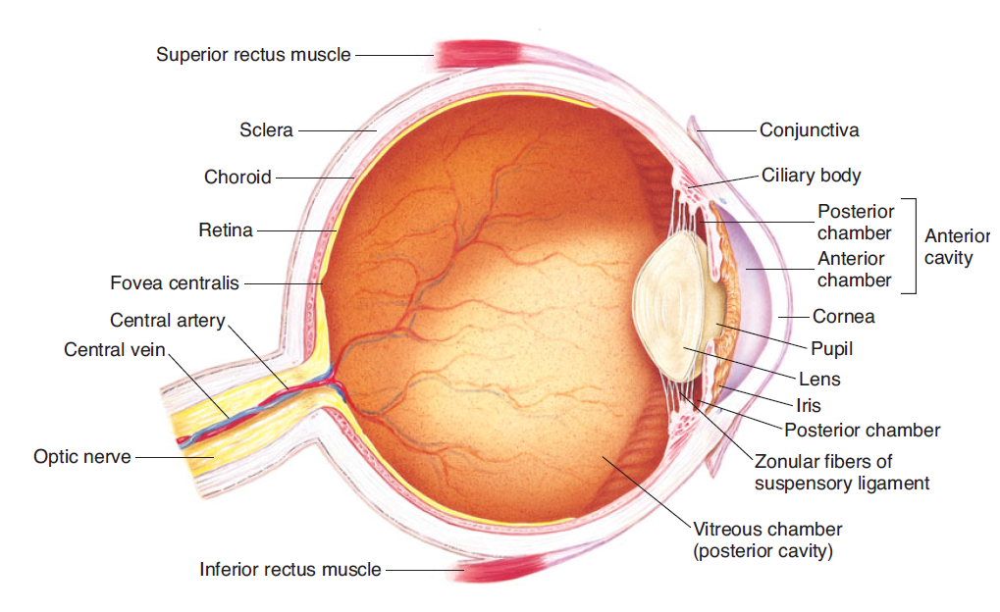 Superior rectus muscle
Sclera
Choroid
Retina
Fovea centralis
Central artery
Central vein
Optic nerve
Inferior rectus muscle
Conjunctiva
Ciliary body
Posterior
chamber
Anterior
chamber
Anterior
cavity
Cornea
Pupil
Lens
Iris
Posterior chamber
Zonular fibers of
suspensory ligament
Vitreous chamber
(posterior cavity)